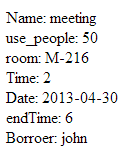 Name: meeting
use_people: 50
room: M-216
Time: 2
Date: 2013-04-30
endTime: 6
Borroer: john